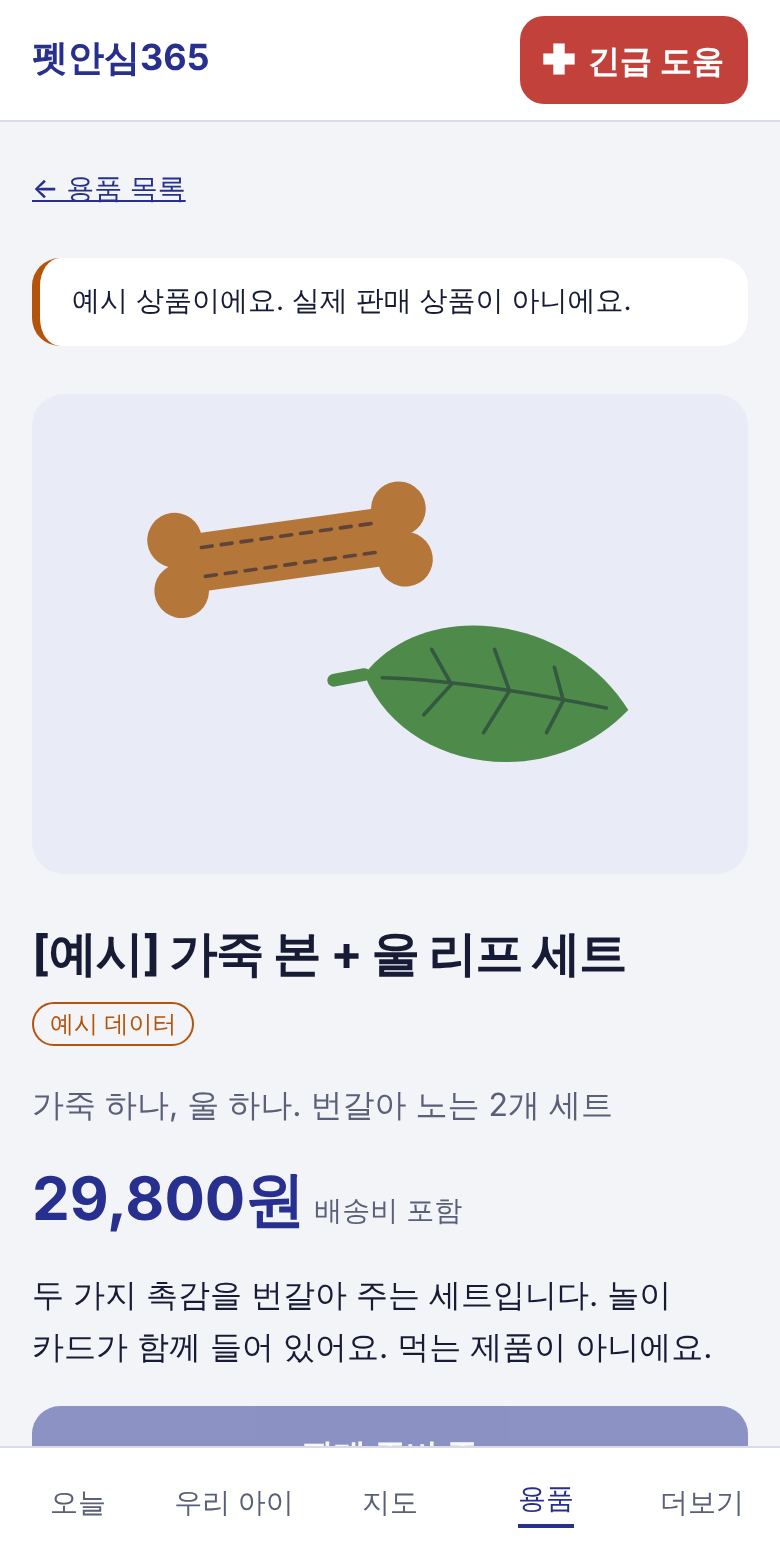 펫안심365
긴급 도움
← 용품 목록
예시 상품이에요. 실제 판매 상품이 아니에요.
[예시] 가죽 본 + 울 리프 세트
예시 데이터
가죽 하나, 울 하나. 번갈아 노는 2개 세트
29,800원 배송비 포함
두 가지 촉감을 번갈아 주는 세트입니다. 놀이
카드가 함께 들어 있어요. 먹는 제품이 아니에요.
오늘 우리 아이 지도 용품 더보기